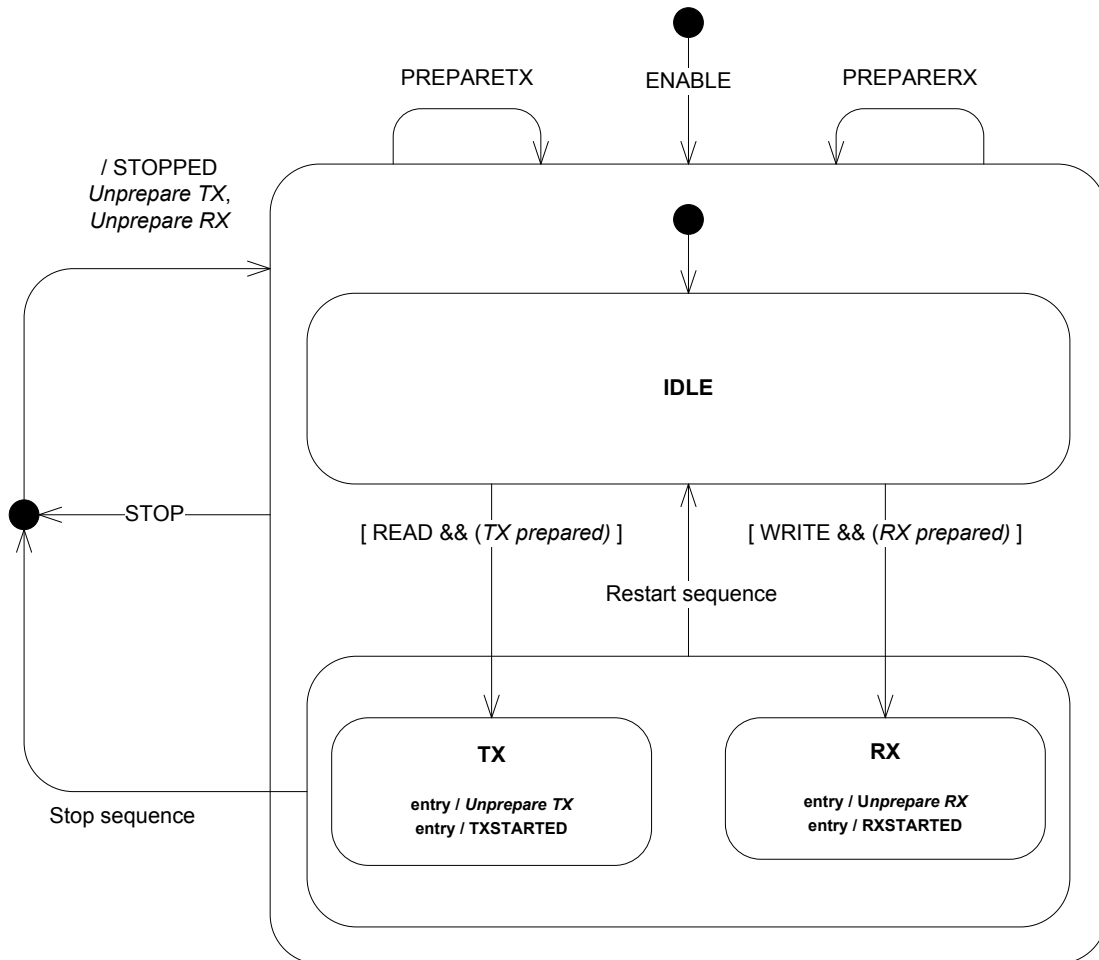 PREPARETX
ENABLE
PREPARERX
/ STOPPED
Unprepare TX,
Unprepare RX
IDLE
STOP
[ READ && (TX prepared) ]
[ WRITE && (RX prepared) ]
Restart sequence
TX
entry / Unprepare TX
entry / TXSTARTED
RX
entry / Unprepare RX
entry / RXSTARTED
Stop sequence